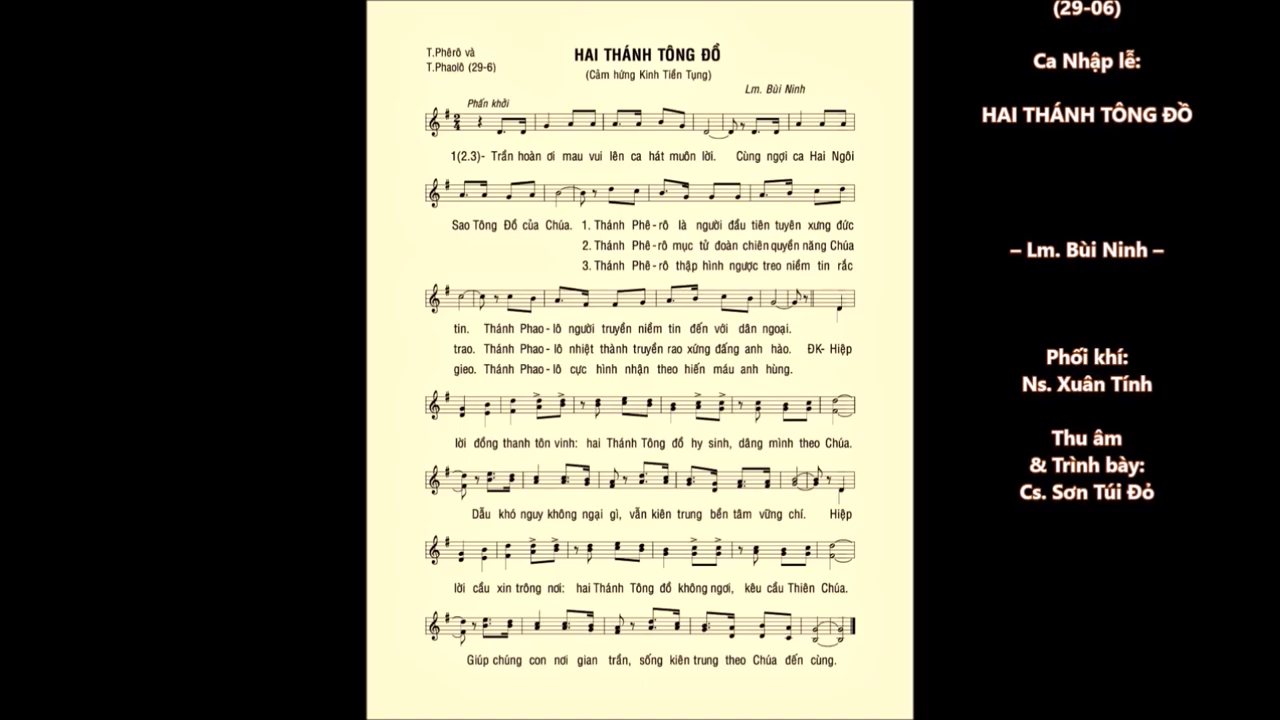 T.Phêrô và
T.Phaolô (29-6)
HAI THÁNH TÔNG ĐỒ
(Cảm hứng Kinh Tiền Tụng)
Lm. Bùi Ninh
Phấn khởi
1(2.3)- Trần hoàn ơi mau vui lên ca hát muôn lời. Cùng ngợi ca Hai Ngôi
Sao Tông Đồ của Chúa. 1. Thánh Phê-rô là người đầu tiên tuyên xưng đức
2. Thánh Phê-rô mục tử đoàn chiên quyền năng Chúa
3. Thánh Phê-rô thập hình ngược treo niềm tin rắc
tin. Thánh Phao-lô người truyền niềm tin đến với dân ngoại.
trao. Thánh Phao-lô nhiệt thành truyền rao xứng đấng anh hào. ĐK- Hiệp
gieo. Thánh Phao-lô cực hình nhận theo hiến máu anh hùng.
lời đồng thanh tôn vinh: hai Thánh Tông đồ hy sinh, dâng mình theo Chúa.
Dẫu khó nguy không ngại gì, vẫn kiên trung bền tâm vững chí. Hiệp
lời cầu xin trông nơi: hai Thánh Tông đồ không ngơi, kêu cầu Thiên Chúa.
Giúp chúng con nơi gian trần, sống kiên trung theo Chúa đến cùng.
(29-06)
Ca Nhập lễ:
HAI THÁNH TÔNG ĐỒ
– Lm. Bùi Ninh –
Phối khí:
Ns. Xuân Tính
Thu âm
& Trình bày:
Cs. Sơn Túi Đỏ